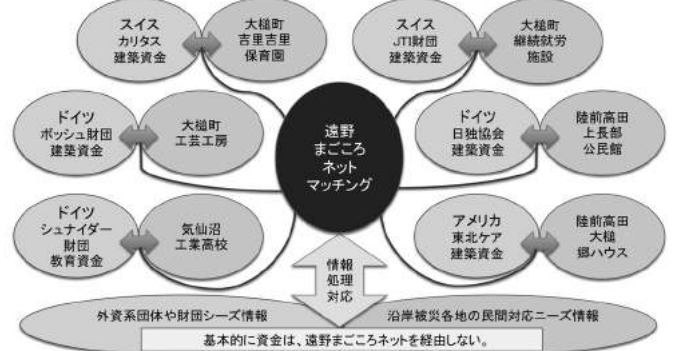 スイス
カリタス
建築資金
大槌町
吉里吉里
保育園
スイス
JTI財団
建築資金
大槌町
継続就労
施設
ドイツ
ボッシュ財団
建築資金
大槌町
工芸工房
遠野
まごころ
ネット
マッチング
ドイツ
日独協会
建築資金
陸前高田
上長部
公民館
ドイツ
シュナイダー
財団
教育資金
気仙沼
工業高校
アメリカ
東北ケア
建築資金
陸前高田
大槌
郷ハウス
情報
処理
対応
外資系団体や財団シーズ情報
沿岸被災各地の民間対応ニーズ情報
基本的に資金は、遠野まごころネットを経由しない。